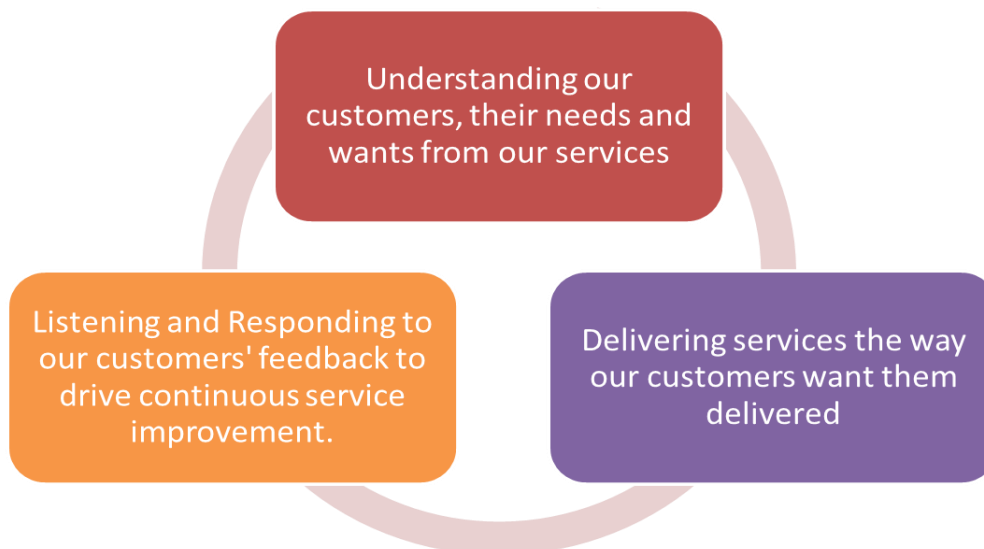 Understanding our
customers, their needs and
wants from our services
Listening and Responding to
our customers' feedback to
drive continuous service
improvement.
Delivering services the way
our customers want them
delivered